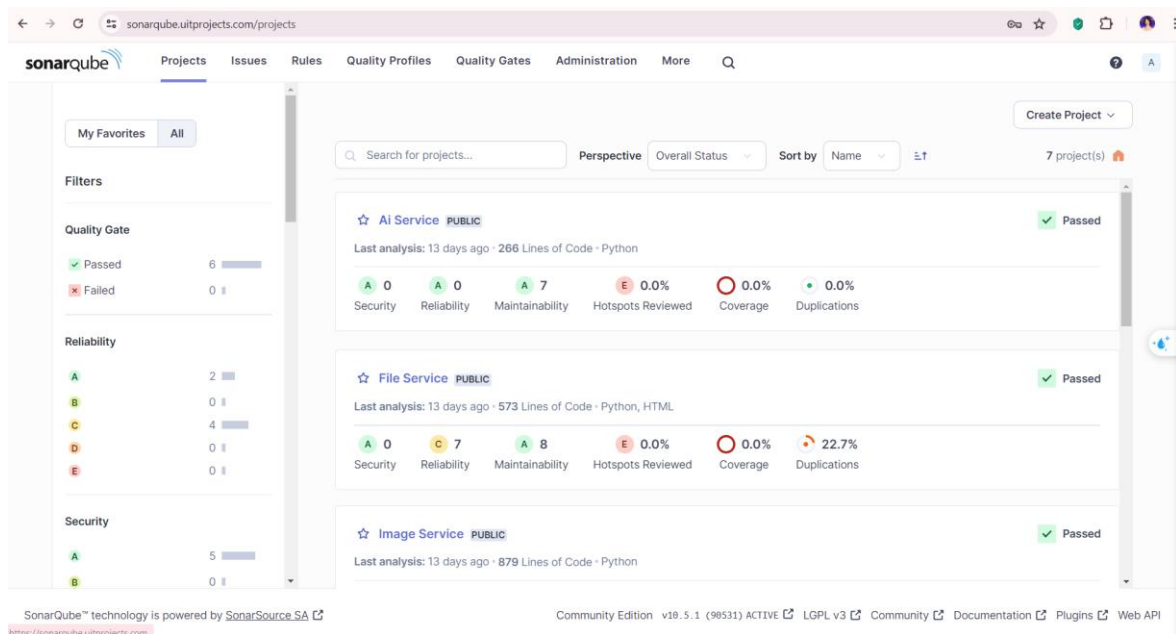 sonarqube.uitprojects.com/projects
sonarqube Projects Issues Rules Quality Profiles Quality Gates Administration More A
My Favorites All
Filters
Quality Gate
Passed 6
Failed 0
Reliability
A 2
B 0
C 4
D 0
E 0
Security
A 5
B 0
Create Project
Search for projects... Perspective Overall Status Sort by Name 7 project(s)
Ai Service PUBLIC Passed
Last analysis: 13 days ago · 266 Lines of Code · Python
A 0 A 0 A 7 E 0.0% 0.0% 0.0%
Security Reliability Maintainability Hotspots Reviewed Coverage Duplications
File Service PUBLIC Passed
Last analysis: 13 days ago · 573 Lines of Code · Python, HTML
A 0 C 7 A 8 E 0.0% 0.0% 22.7%
Security Reliability Maintainability Hotspots Reviewed Coverage Duplications
Image Service PUBLIC Passed
Last analysis: 13 days ago · 879 Lines of Code · Python
SonarQube™ technology is powered by SonarSource SA Community Edition v10.5.1 (90531) ACTIVE LGPL v3 Community Documentation Plugins Web API
https://sonarqube.uitprojects.com